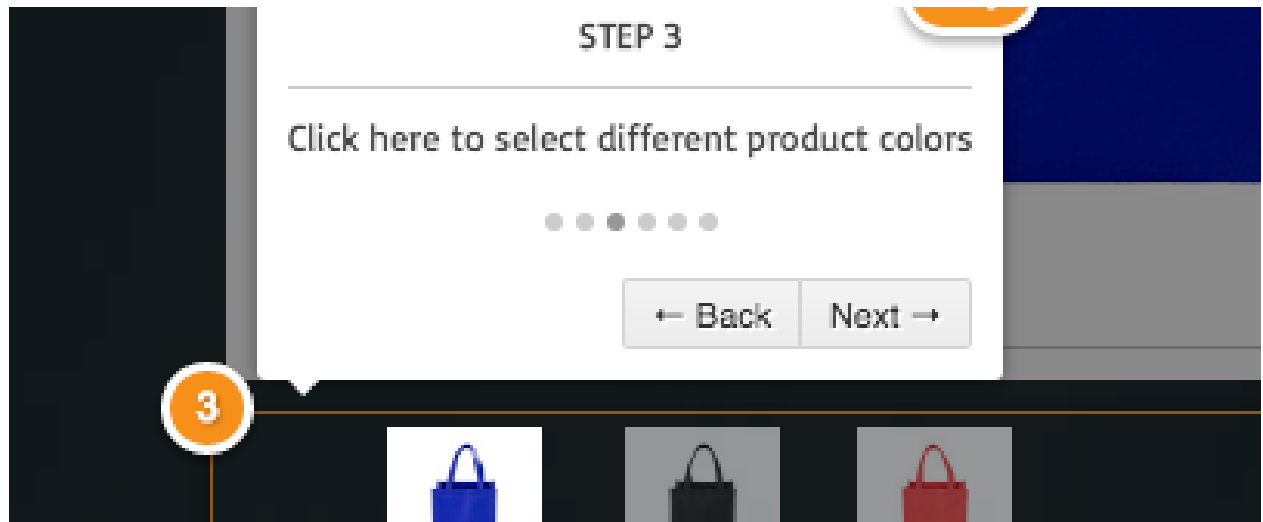 STEP 3
Click here to select different product colors
← Back Next →
3